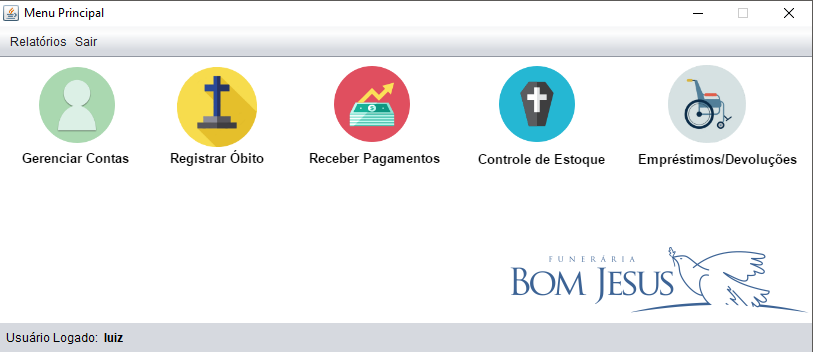 Menu Principal
Relatórios Sair
Gerenciar Contas Registrar Óbito Receber Pagamentos Controle de Estoque Empréstimos/Devoluções
FUNERÁRIA
BOM JESUS
Usuário Logado: luiz